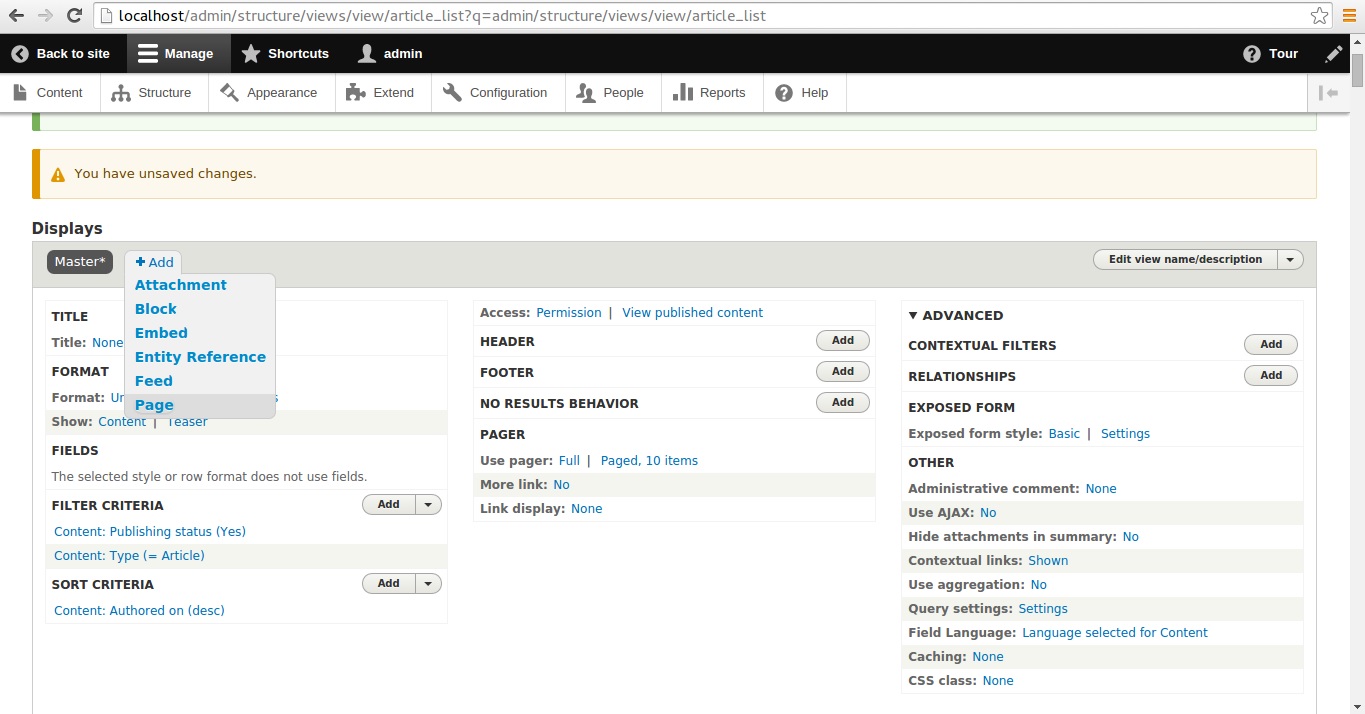 localhost/admin/structure/views/view/article_list?q=admin/structure/views/view/article_list
Back to site Manage Shortcuts admin Tour
Content Structure Appearance Extend Configuration People Reports Help
You have unsaved changes.
Displays
Master* Add Edit view name/description
Attachment
Block
Embed
Entity Reference
Feed
Page
TITLE
Title: None
FORMAT
Format: Un
s
Show: Content | Teaser
FIELDS
The selected style or row format does not use fields.
FILTER CRITERIA Add
Content: Publishing status (Yes)
Content: Type (= Article)
SORT CRITERIA Add
Content: Authored on (desc)
Access: Permission | View published content
HEADER Add
FOOTER Add
NO RESULTS BEHAVIOR Add
PAGER
Use pager: Full | Paged, 10 items
More link: No
Link display: None
ADVANCED
CONTEXTUAL FILTERS Add
RELATIONSHIPS Add
EXPOSED FORM
Exposed form style: Basic | Settings
OTHER
Administrative comment: None
Use AJAX: No
Hide attachments in summary: No
Contextual links: Shown
Use aggregation: No
Query settings: Settings
Field Language: Language selected for Content
Caching: None
CSS class: None